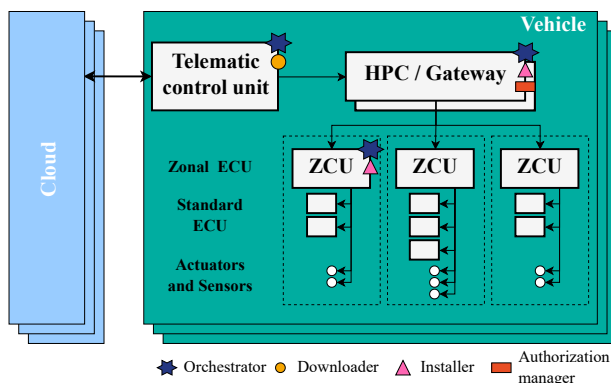 Cloud
Vehicle
Telematic
control unit
HPC / Gateway
Zonal ECU
ZCU
ZCU
ZCU
Standard
ECU
Actuators
and Sensors
Orchestrator
Downloader
Installer
Authorization
manager